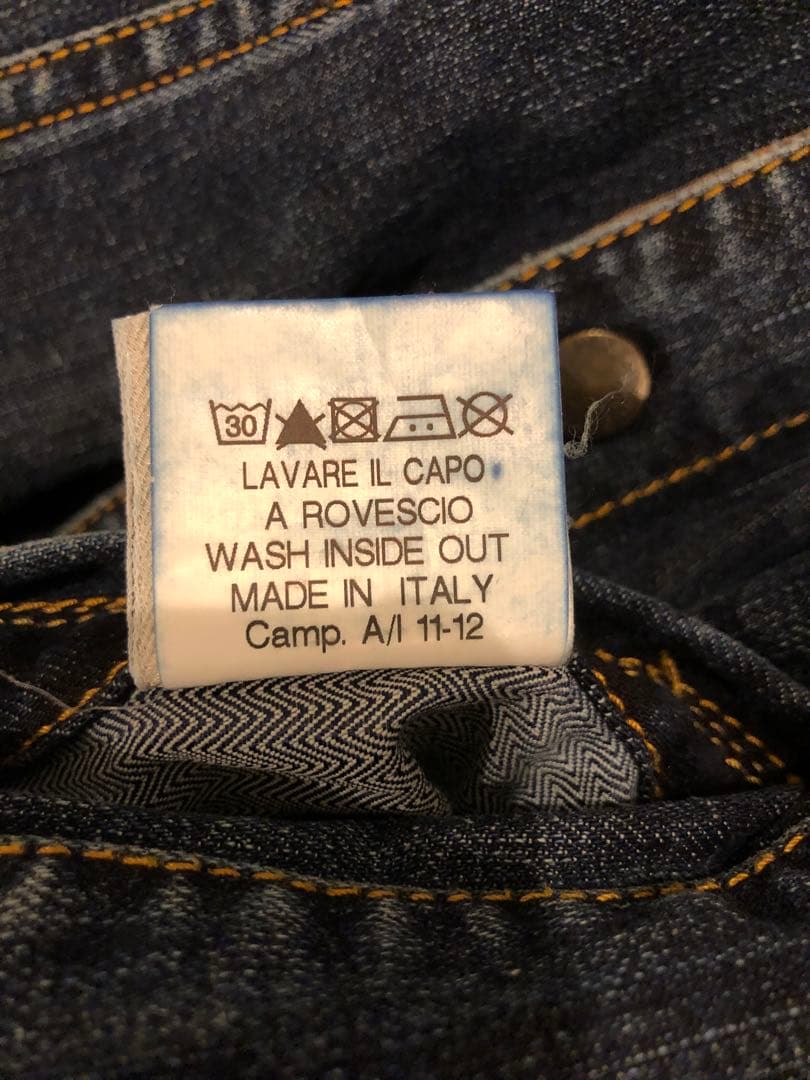 30
LAVARE IL CAPO
A ROVESCIO
WASH INSIDE OUT
MADE IN ITALY
Camp. A/I 11-12